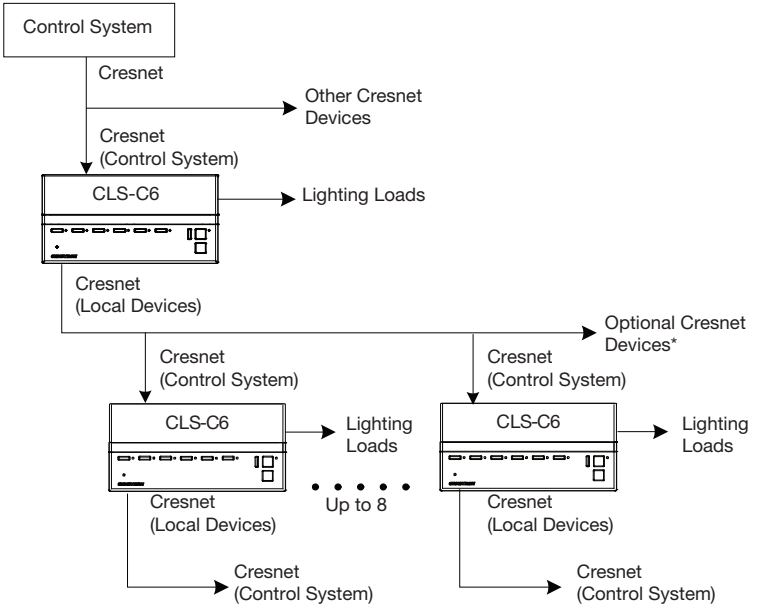 Control System
Cresnet
Other Cresnet
Devices
Cresnet
(Control System)
CLS-C6
Lighting Loads
Cresnet
(Local Devices)
Optional Cresnet
Devices*
Cresnet
(Control System)
Cresnet
(Control System)
CLS-C6
Lighting
Loads
CLS-C6
Lighting
Loads
Up to 8
Cresnet
(Local Devices)
Cresnet
(Local Devices)
Cresnet
(Control System)
Cresnet
(Control System)